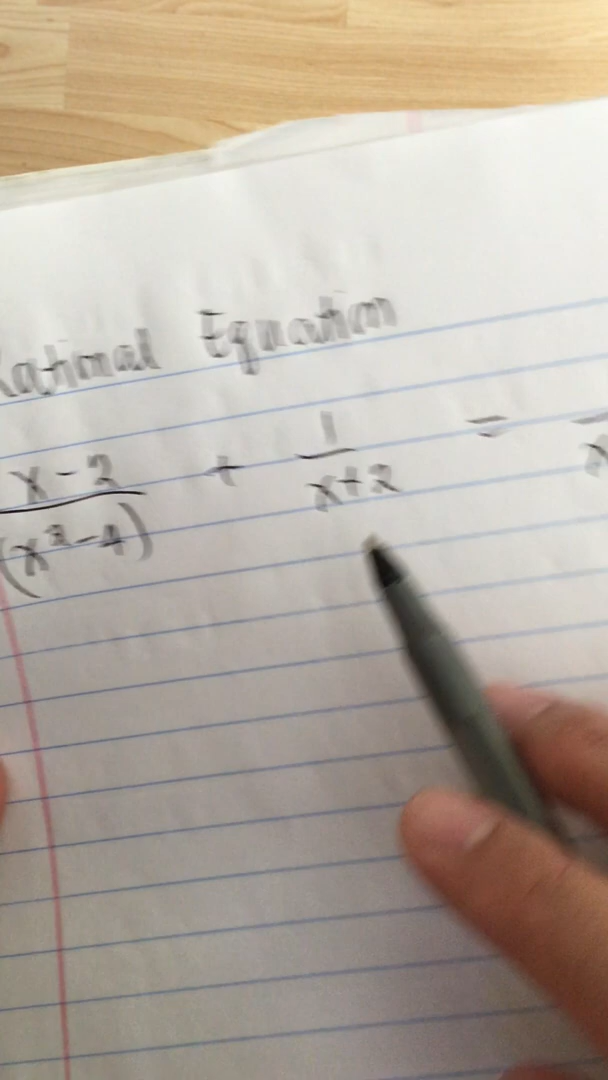 Rational Equation
x-2 + 1 =
(x²-4) x+2 x